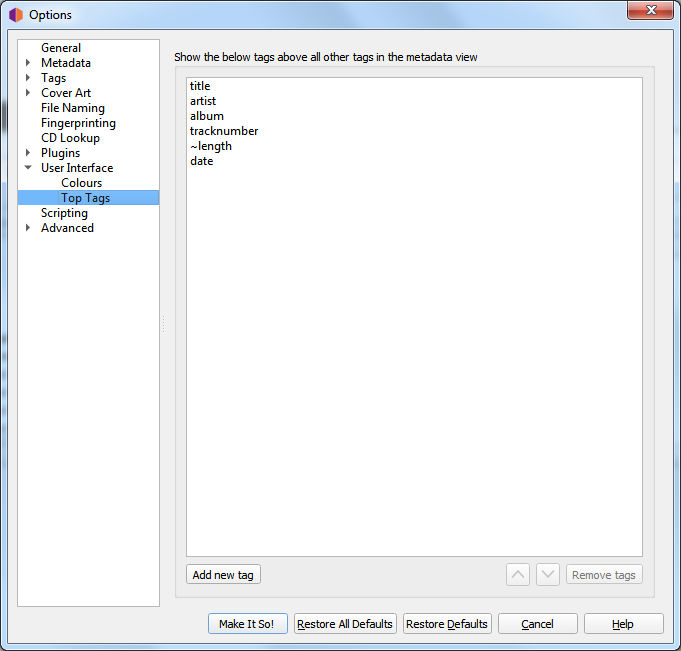 Options
General
Metadata
Tags
Cover Art
File Naming
Fingerprinting
CD Lookup
Plugins
User Interface
Colours
Top Tags
Scripting
Advanced
Show the below tags above all other tags in the metadata view
title
artist
album
tracknumber
~length
date
Add new tag
Remove tags
Make It So!
Restore All Defaults
Restore Defaults
Cancel
Help